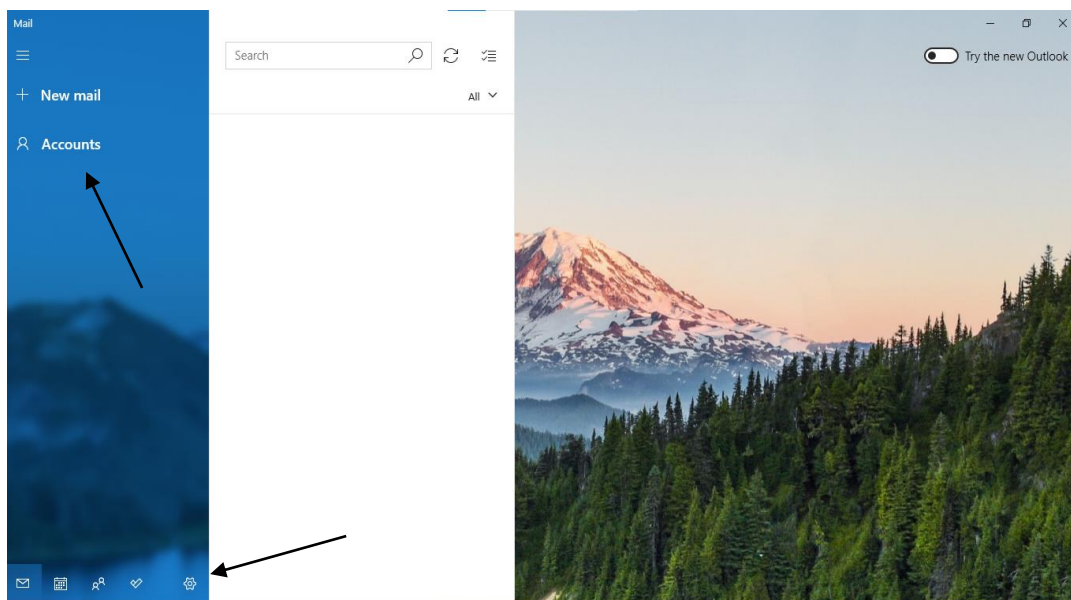 Mail
Search
Try the new Outlook
New mail
All
Accounts